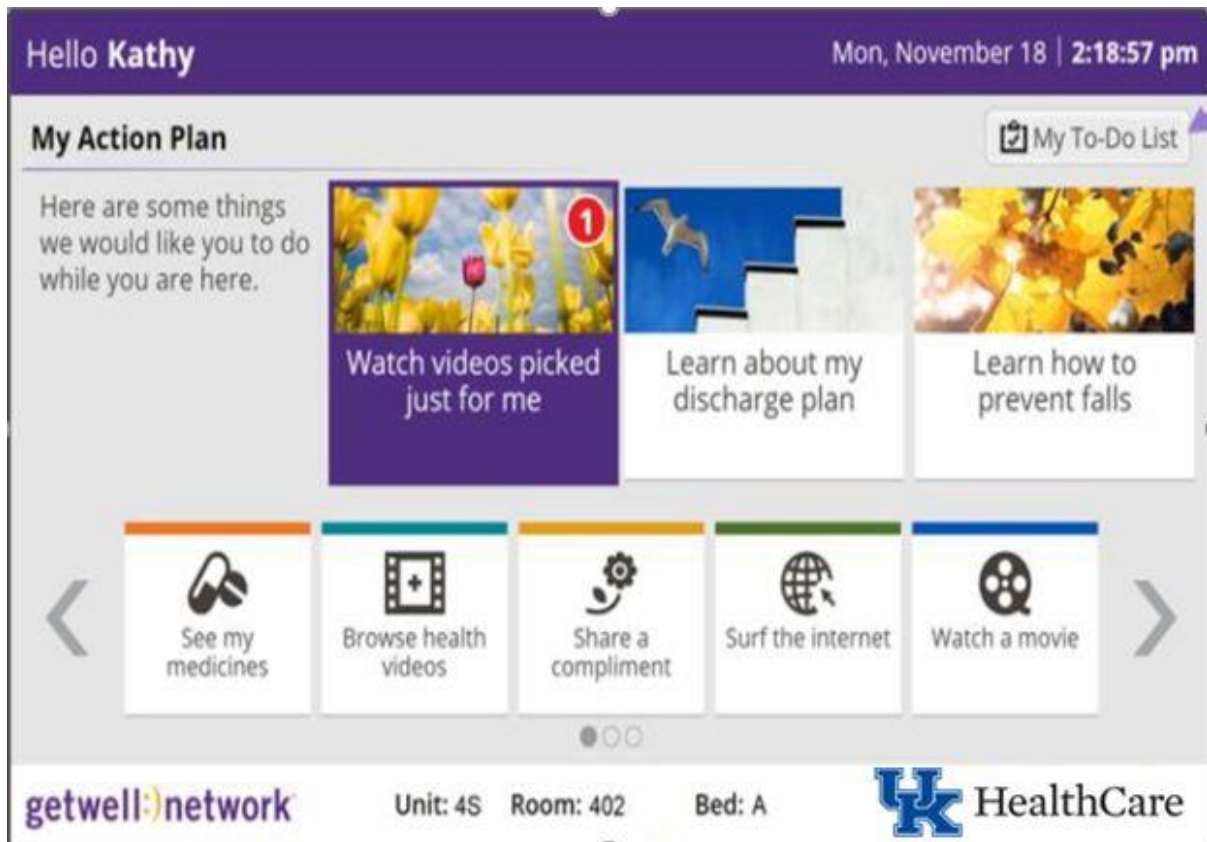 Hello Kathy
Mon, November 18 | 2:18:57 pm
My Action Plan
My To-Do List
Here are some things
we would like you to do
while you are here.
1
Watch videos picked
just for me
Learn about my
discharge plan
Learn how to
prevent falls
See my
medicines
Browse health
videos
Share a
compliment
Surf the internet
Watch a movie
getwell:)network
Unit: 4S Room: 402 Bed: A
UK HealthCare